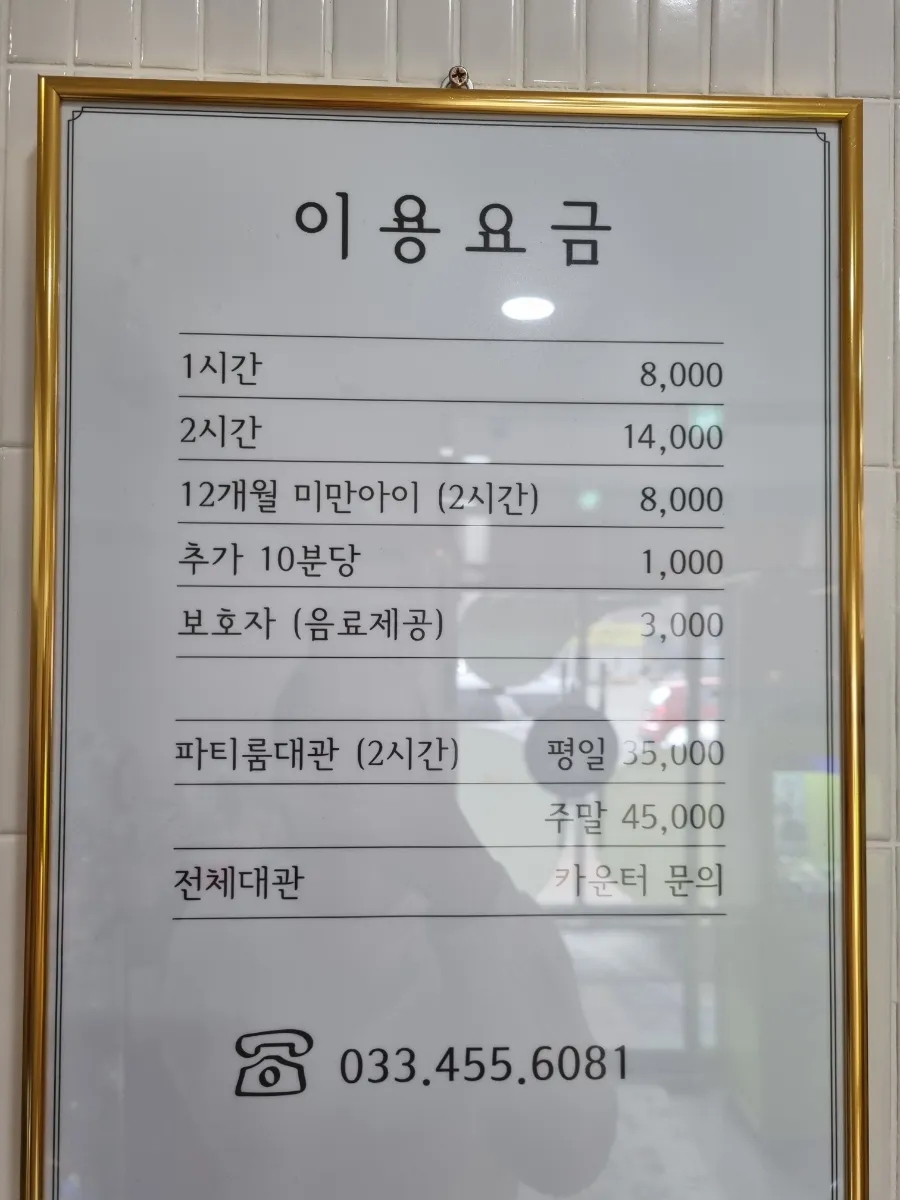 이용요금
1시간 8,000
2시간 14,000
12개월 미만아이 (2시간) 8,000
추가 10분당 1,000
보호자 (음료제공) 3,000
파티룸대관 (2시간) 평일 35,000
주말 45,000
전체대관 카운터 문의
033.455.6081